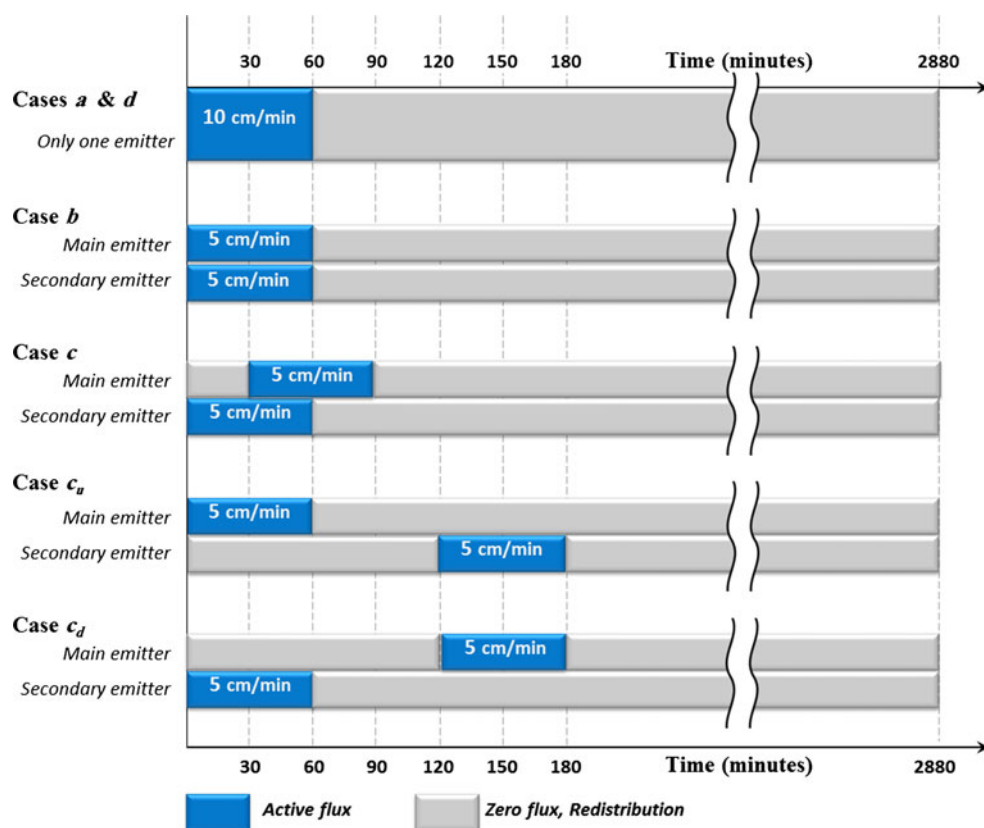 30 60 90 120 150 180 Time (minutes) 2880
Cases a & d
Only one emitter
10 cm/min
Case b
Main emitter
5 cm/min
Secondary emitter
5 cm/min
Case c
Main emitter
5 cm/min
Secondary emitter
5 cm/min
Case cu
Main emitter
5 cm/min
Secondary emitter
5 cm/min
Case cd
Main emitter
5 cm/min
Secondary emitter
5 cm/min
30 60 90 120 150 180 Time (minutes) 2880
Active flux
Zero flux, Redistribution